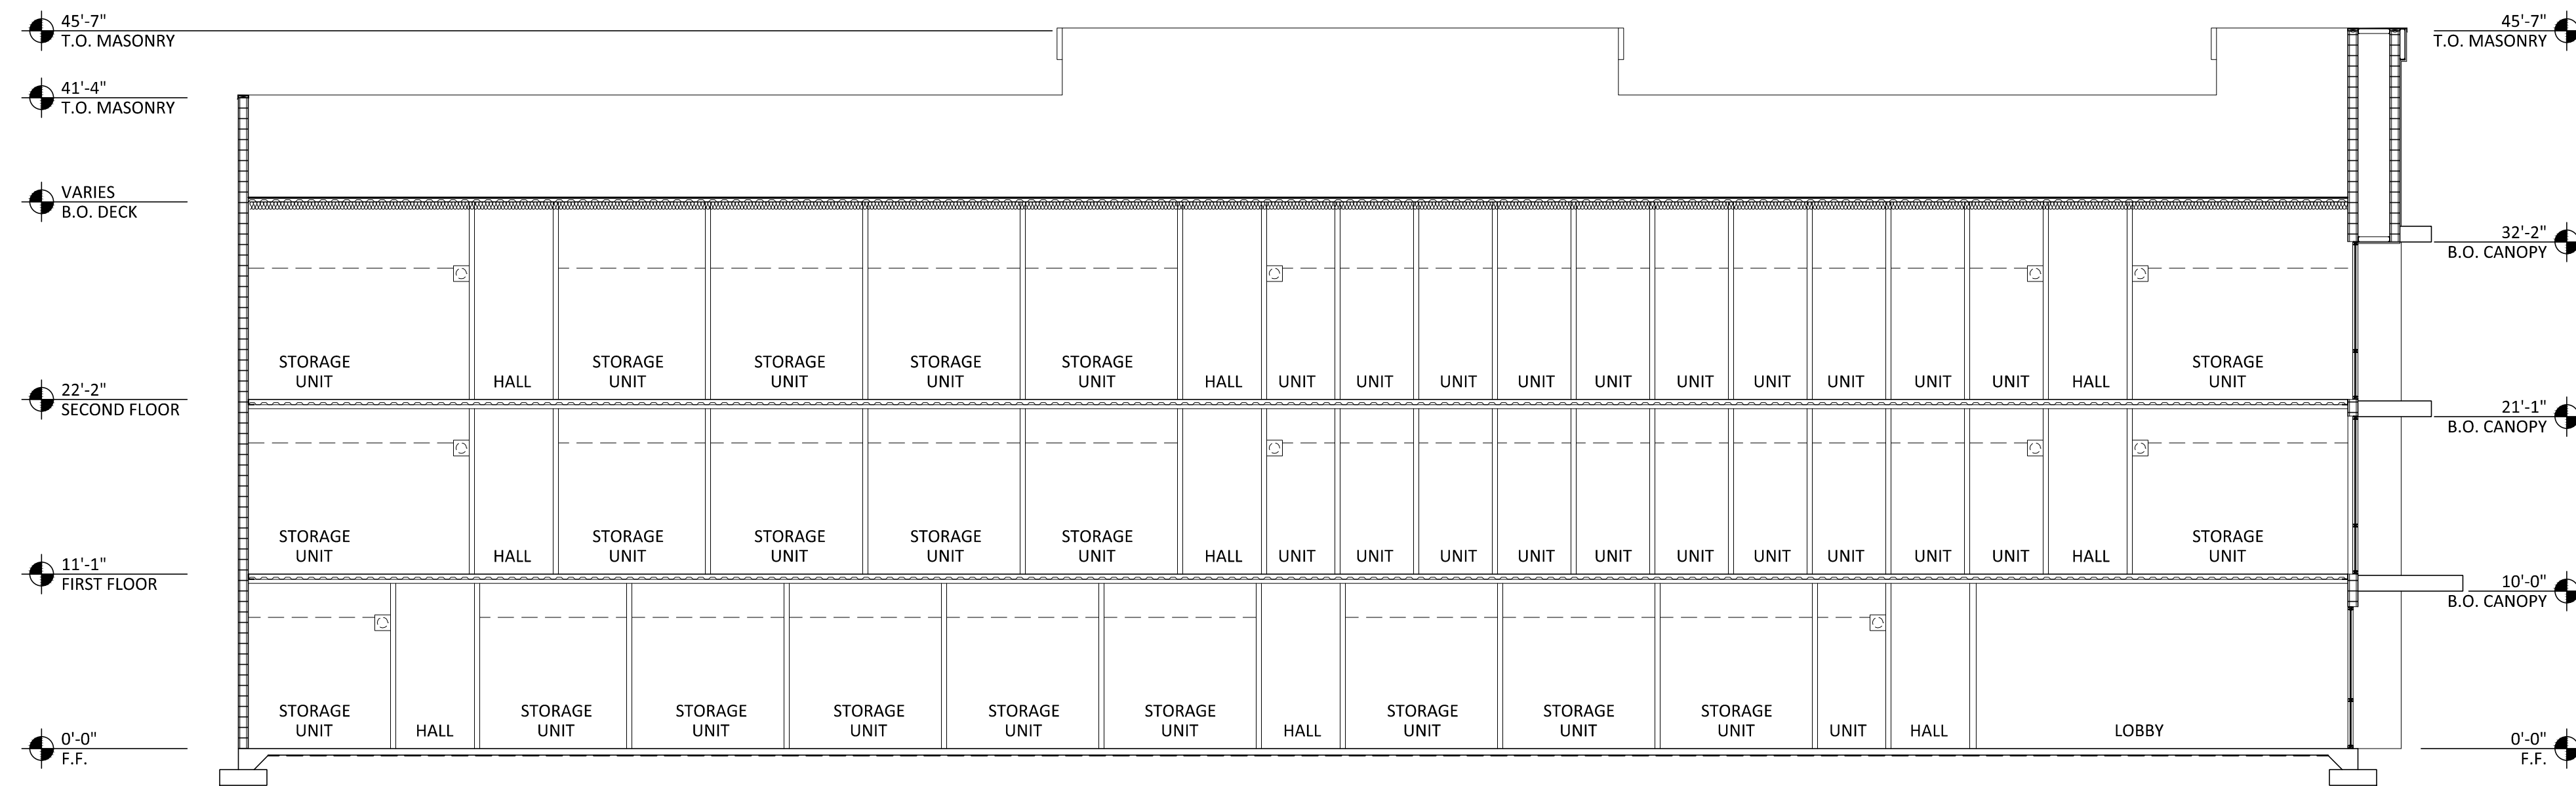 45'-7"
T.O. MASONRY
45'-7"
T.O. MASONRY
41'-4"
T.O. MASONRY
VARIES
B.O. DECK
32'-2"
B.O. CANOPY
STORAGE
UNIT
HALL
STORAGE
UNIT
STORAGE
UNIT
STORAGE
UNIT
STORAGE
UNIT
HALL
UNIT
UNIT
UNIT
UNIT
UNIT
UNIT
UNIT
UNIT
UNIT
UNIT
HALL
STORAGE
UNIT
22'-2"
SECOND FLOOR
21'-1"
B.O. CANOPY
STORAGE
UNIT
HALL
STORAGE
UNIT
STORAGE
UNIT
STORAGE
UNIT
STORAGE
UNIT
HALL
UNIT
UNIT
UNIT
UNIT
UNIT
UNIT
UNIT
UNIT
UNIT
UNIT
HALL
STORAGE
UNIT
11'-1"
FIRST FLOOR
10'-0"
B.O. CANOPY
STORAGE
UNIT
HALL
STORAGE
UNIT
STORAGE
UNIT
STORAGE
UNIT
STORAGE
UNIT
STORAGE
UNIT
HALL
STORAGE
UNIT
STORAGE
UNIT
STORAGE
UNIT
UNIT
HALL
LOBBY
0'-0"
F.F.
0'-0"
F.F.